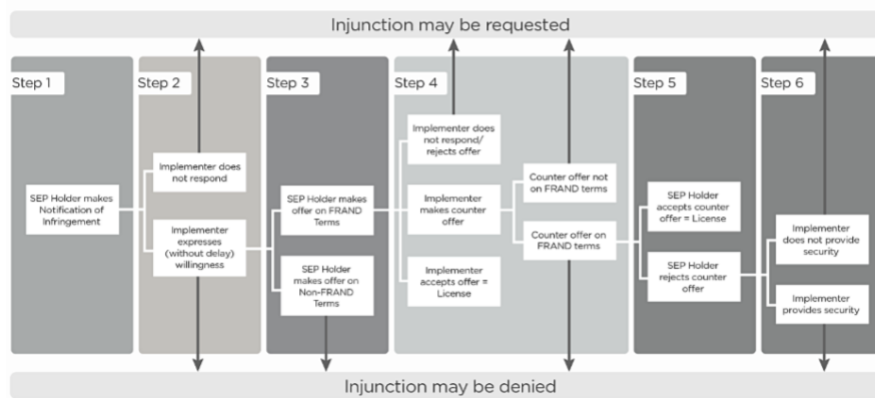 Injunction may be requested
Step 1
Step 2
Step 3
Step 4
Step 5
Step 6
SEP Holder makes
Notification of
Infringement
Implementer does
not respond
Implementer
expresses
(without delay)
willingness
SEP Holder makes
offer on FRAND
Terms
SEP Holder
makes offer on
Non-FRAND
Terms
Implementer does
not respond/
rejects offer
Implementer
makes counter
offer
Implementer
accepts offer =
License
Counter offer not
on FRAND terms
Counter offer on
FRAND terms
SEP Holder
accepts counter
offer = License
SEP Holder
rejects counter
offer
Implementer
does not provide
security
Implementer
provides security
Injunction may be denied